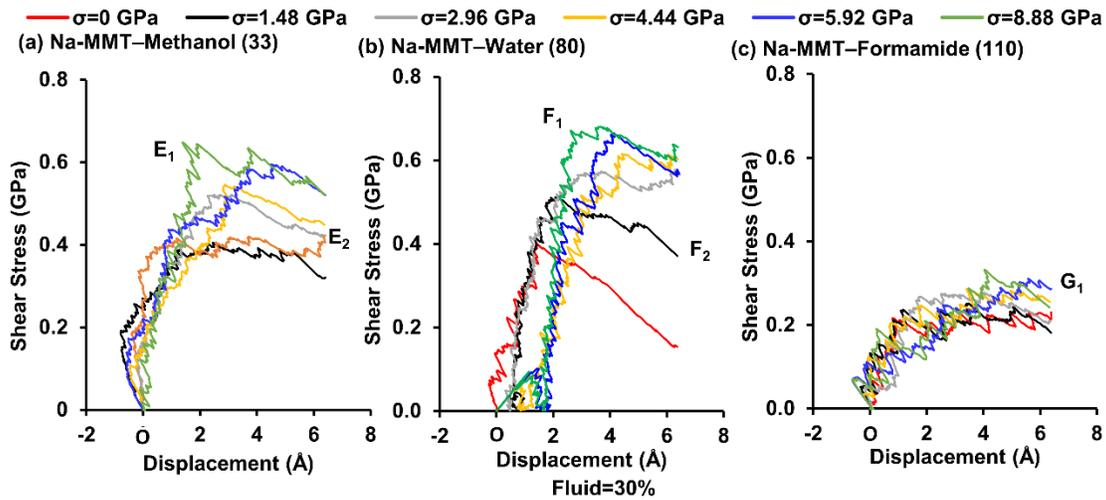 σ=0 GPa σ=1.48 GPa σ=2.96 GPa σ=4.44 GPa σ=5.92 GPa σ=8.88 GPa
(a) Na-MMT–Methanol (33)
(b) Na-MMT–Water (80)
(c) Na-MMT–Formamide (110)
Shear Stress (GPa)
0.8
0.6
0.4
0.2
0
-2 0 2 4 6 8
Displacement (Å)
E1
E2
Shear Stress (GPa)
0.8
0.6
0.4
0.2
0.0
-2 0 2 4 6 8
Displacement (Å)
Fluid=30%
F1
F2
Shear Stress (GPa)
0.8
0.6
0.4
0.2
0.0
-2 0 2 4 6 8
Displacement (Å)
G1